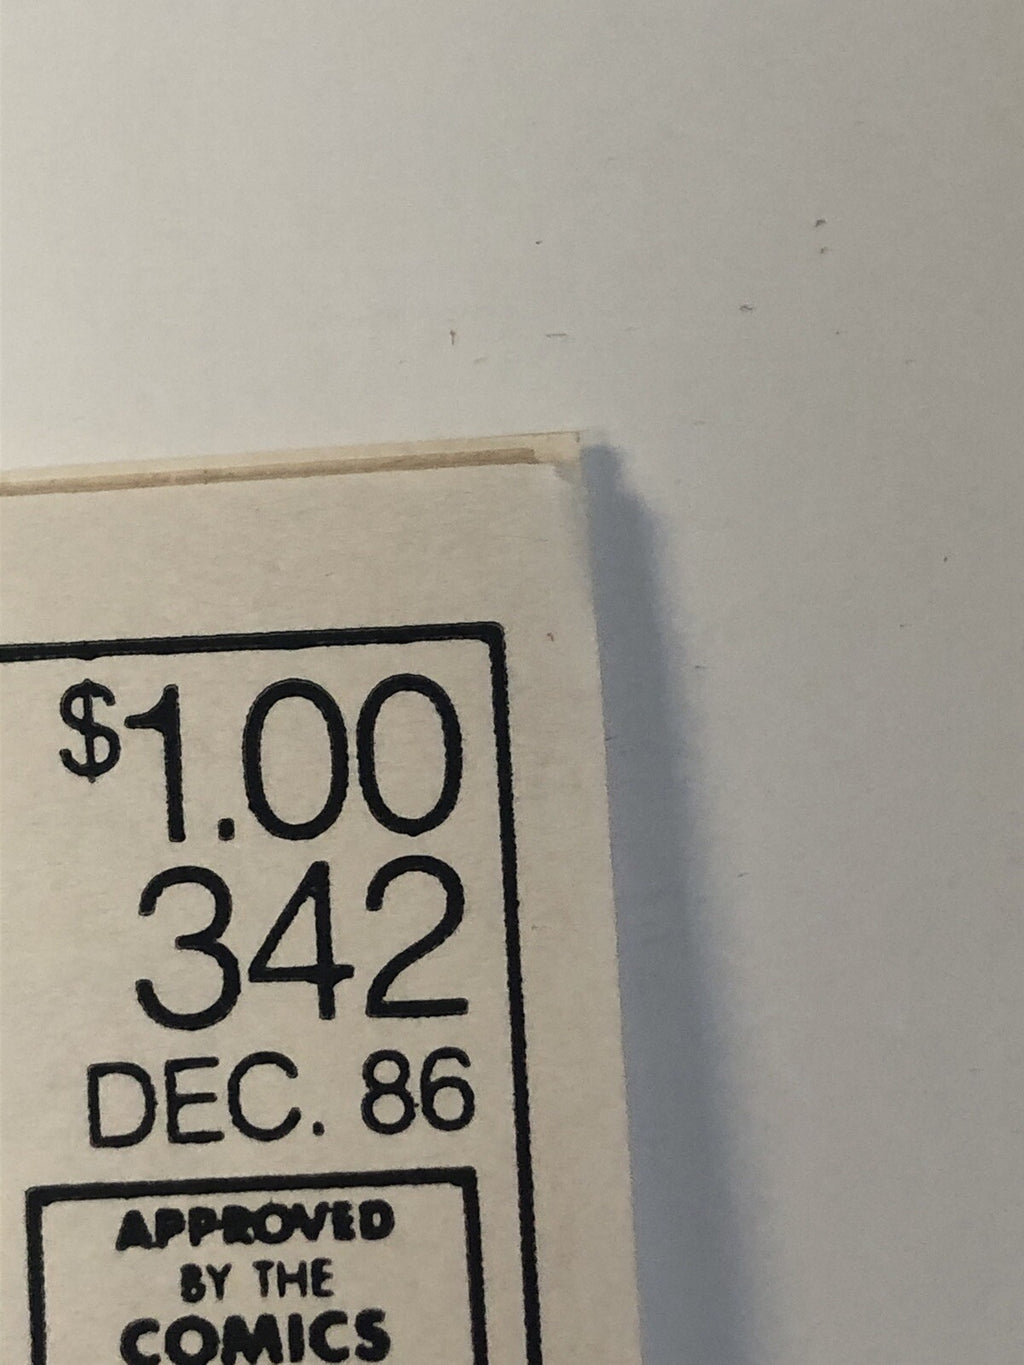 $1.00
342
DEC. 86
APPROVED
BY THE
COMICS